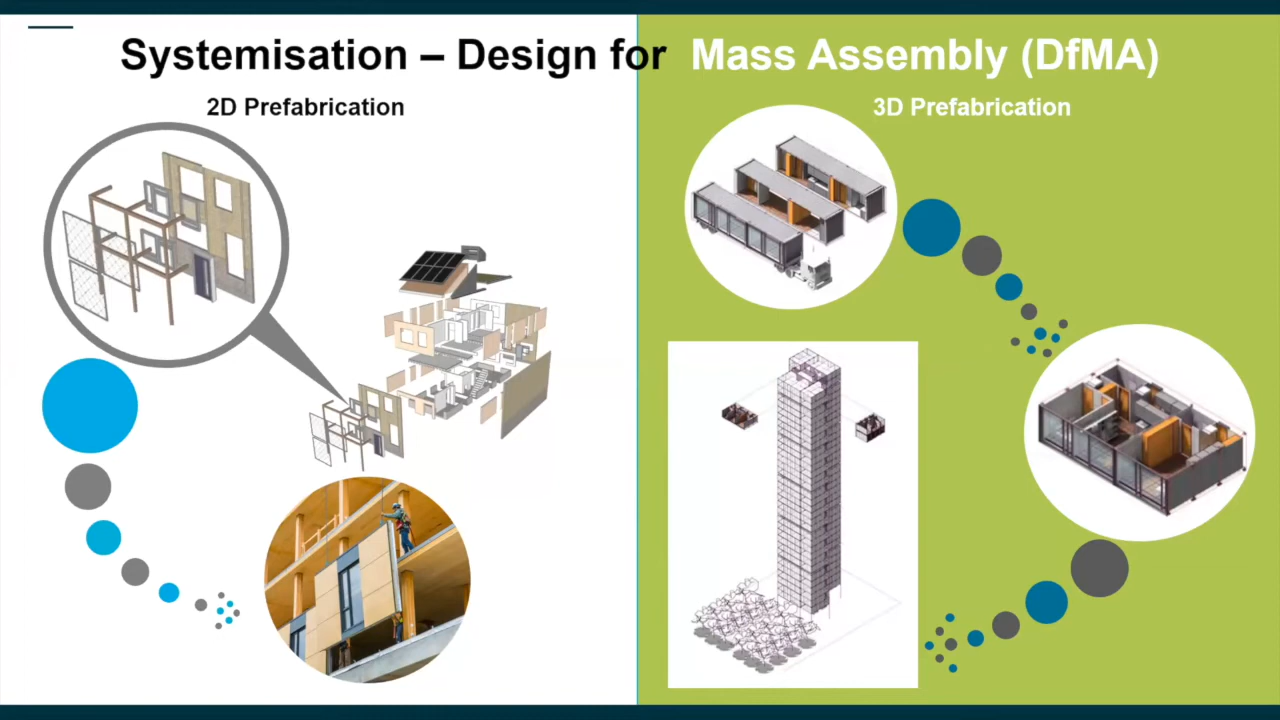 Systemisation – Design for Mass Assembly (DfMA)
2D Prefabrication
3D Prefabrication